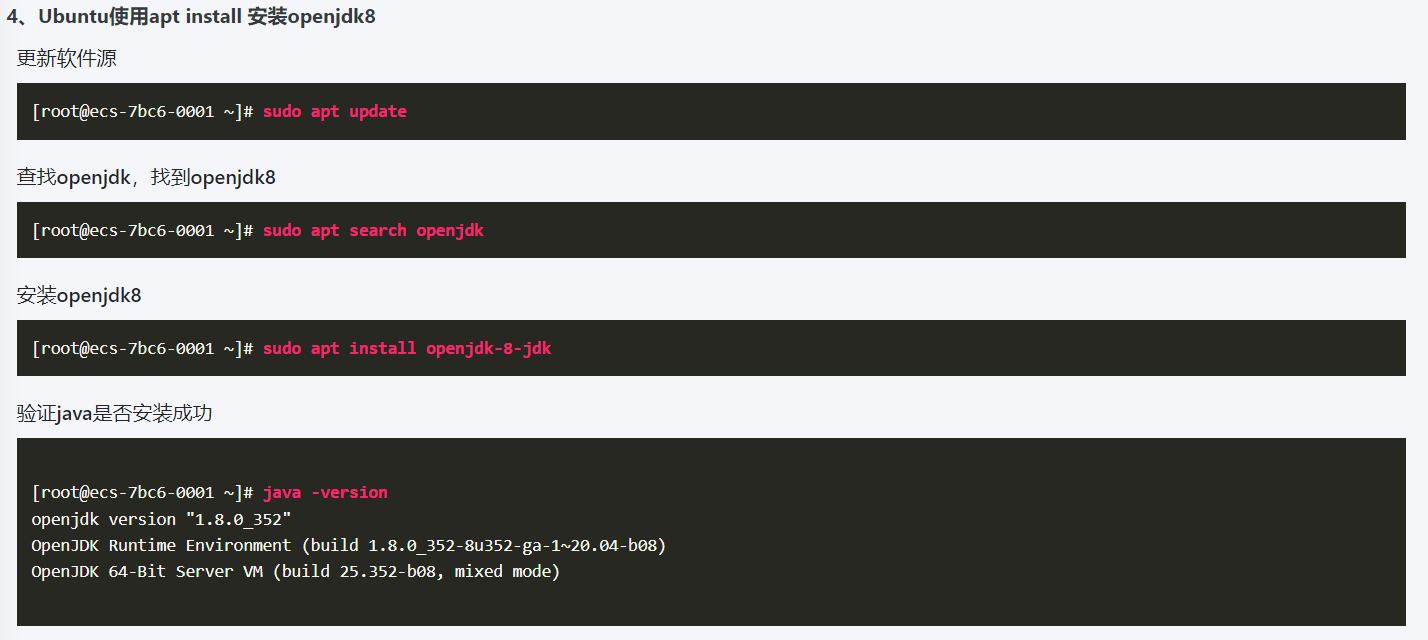 4、Ubuntu使用apt install 安装openjdk8
更新软件源
[root@ecs-7bc6-0001 ~]# sudo apt update
查找openjdk，找到openjdk8
[root@ecs-7bc6-0001 ~]# sudo apt search openjdk
安装openjdk8
[root@ecs-7bc6-0001 ~]# sudo apt install openjdk-8-jdk
验证java是否安装成功
[root@ecs-7bc6-0001 ~]# java -version
openjdk version "1.8.0_352"
OpenJDK Runtime Environment (build 1.8.0_352-8u352-ga-1~20.04-b08)
OpenJDK 64-Bit Server VM (build 25.352-b08, mixed mode)